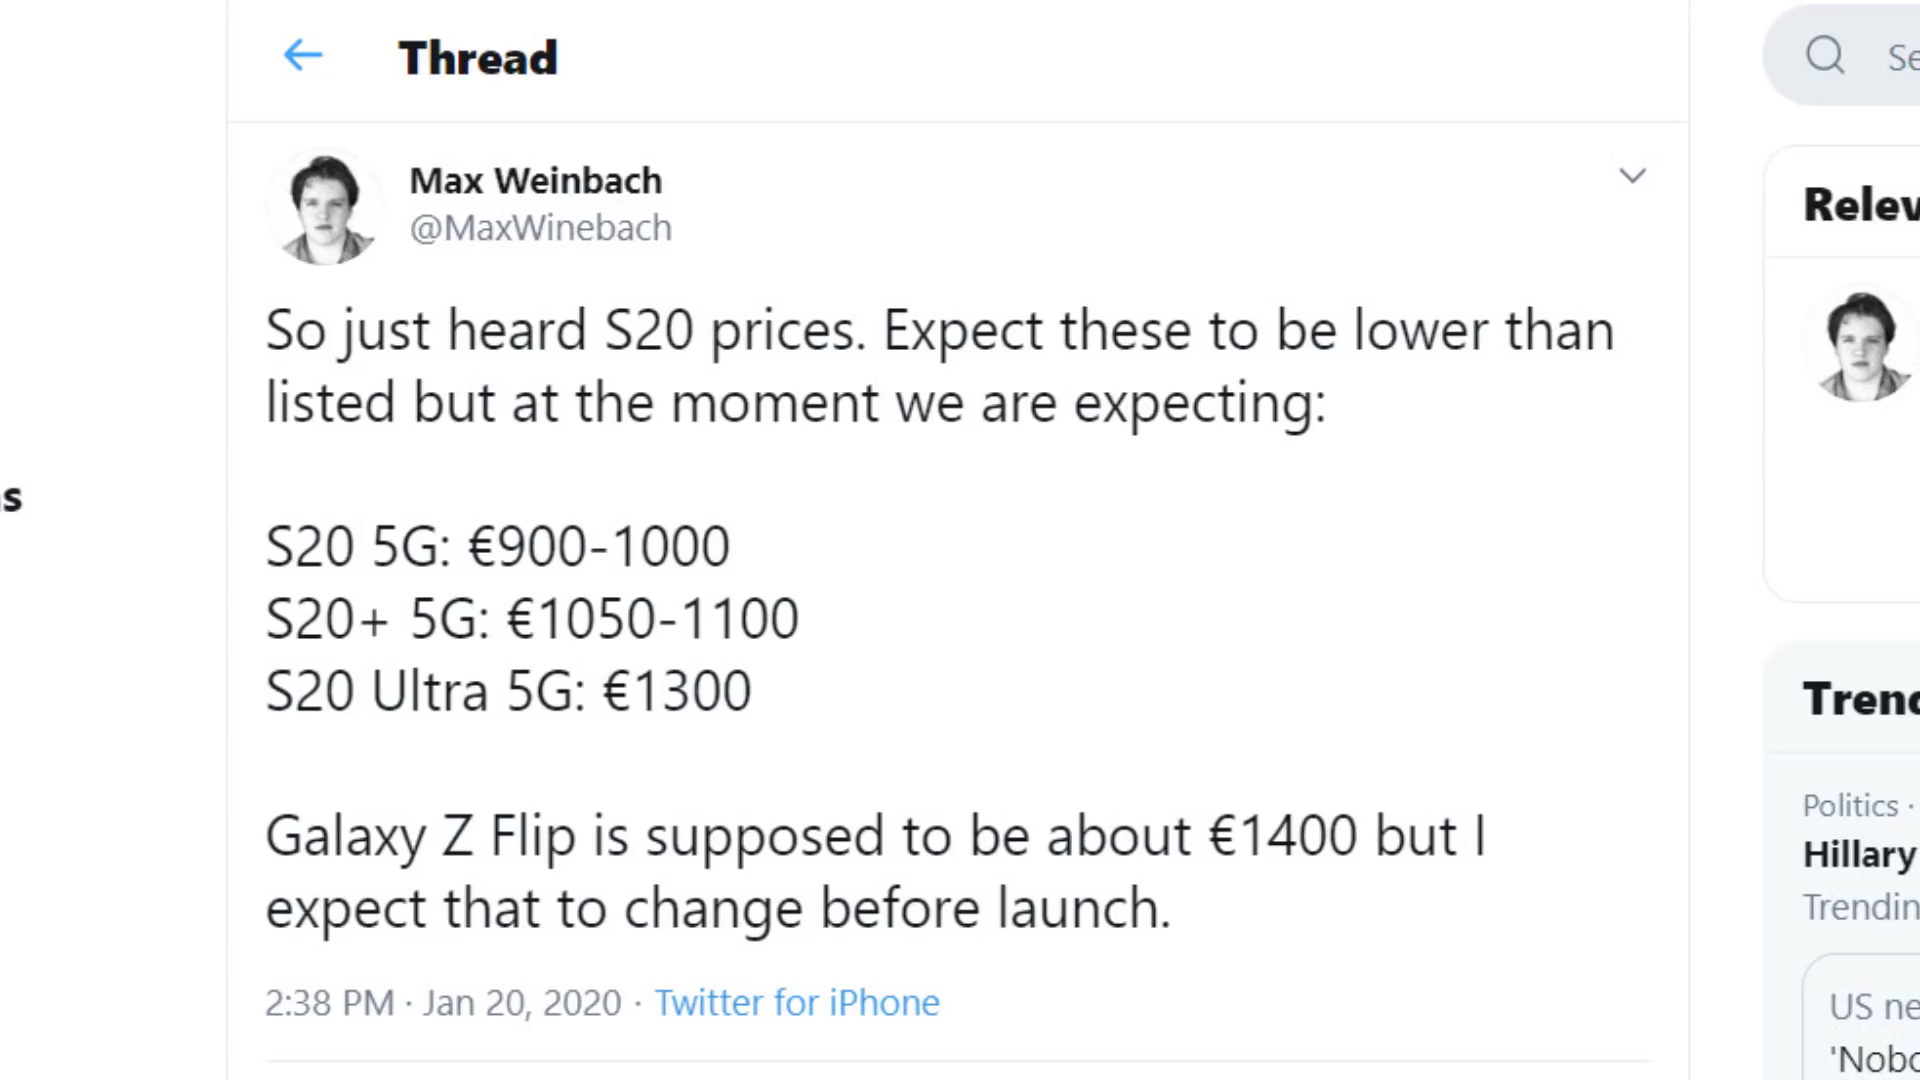 Thread
Max Weinbach
@MaxWinebach
So just heard S20 prices. Expect these to be lower than
listed but at the moment we are expecting:
S20 5G: €900-1000
S20+ 5G: €1050-1100
S20 Ultra 5G: €1300
Galaxy Z Flip is supposed to be about €1400 but I
expect that to change before launch.
2:38 PM · Jan 20, 2020 · Twitter for iPhone
Politics ·
Hillary
US